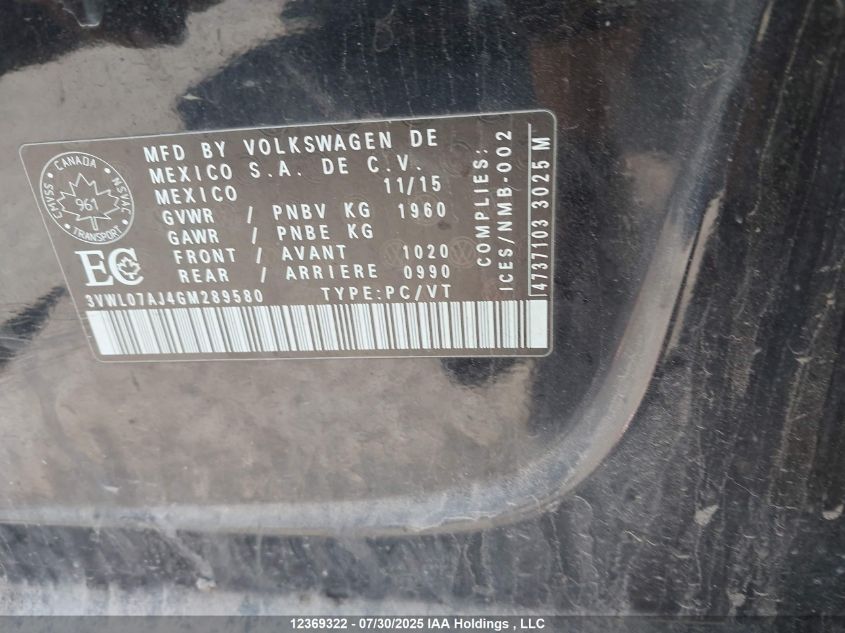 MFD BY VOLKSWAGEN DE
MEXICO S.A. DE C.V.
MEXICO 11/15
GVWR / PNBV KG 1960
GAWR / PNBE KG
FRONT / AVANT 1020
REAR / ARRIERE 0990
3VWL07AJ4GM289580 TYPE:PC/VT
CANADA
CMVSS NSVAC
961
TRANSPORT
EC
COMPLIES:
ICES/NMB-002
4737103 3025 M
12369322 - 07/30/2025 IAA Holdings , LLC